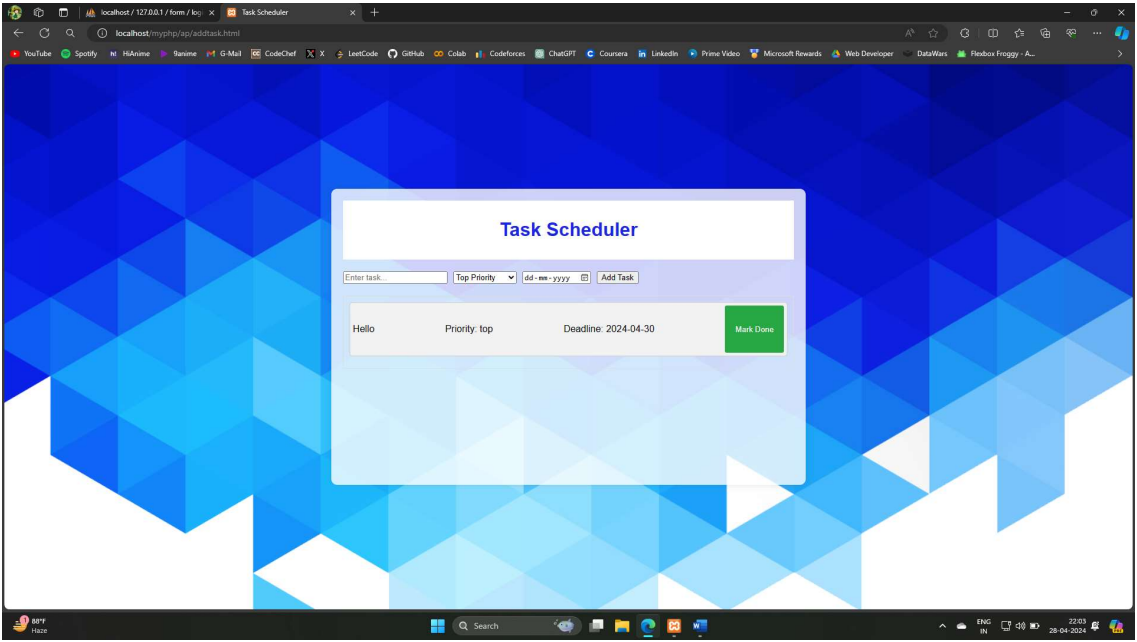 localhost / 127.0.0.1 / form / log
Task Scheduler
localhost/myphp/ap/addtask.html
YouTube Spotify HiAnime 9anime G-Mail CodeChef X LeetCode GitHub Colab Codeforces ChatGPT Coursera LinkedIn Prime Video Microsoft Rewards Web Developer DataWars Flexbox Froggy - A...
Task Scheduler
Enter task... Top Priority dd-mm-yyyy Add Task
Hello Priority: top Deadline: 2024-04-30 Mark Done
88°F
Haze
Search
ENG
IN
22:03
28-04-2024